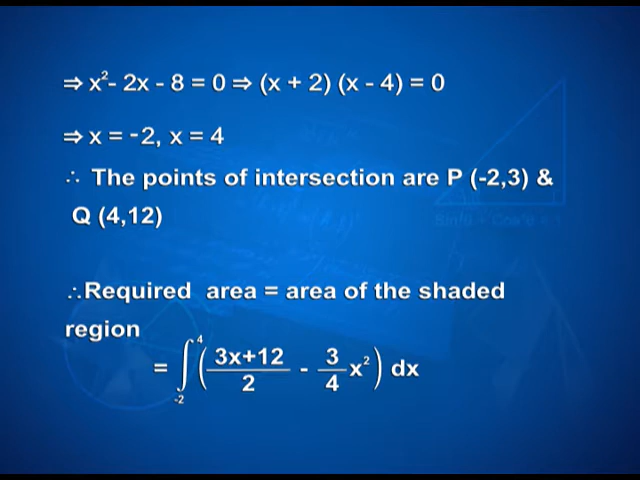 ⇒ x²- 2x - 8 = 0 ⇒ (x + 2) (x - 4) = 0
⇒ x = -2, x = 4
∴ The points of intersection are P (-2,3) &
Q (4,12)
∴Required area = area of the shaded
region
= ∫₋₂⁴ ( (3x+12)/2 - (3/4) x² ) dx